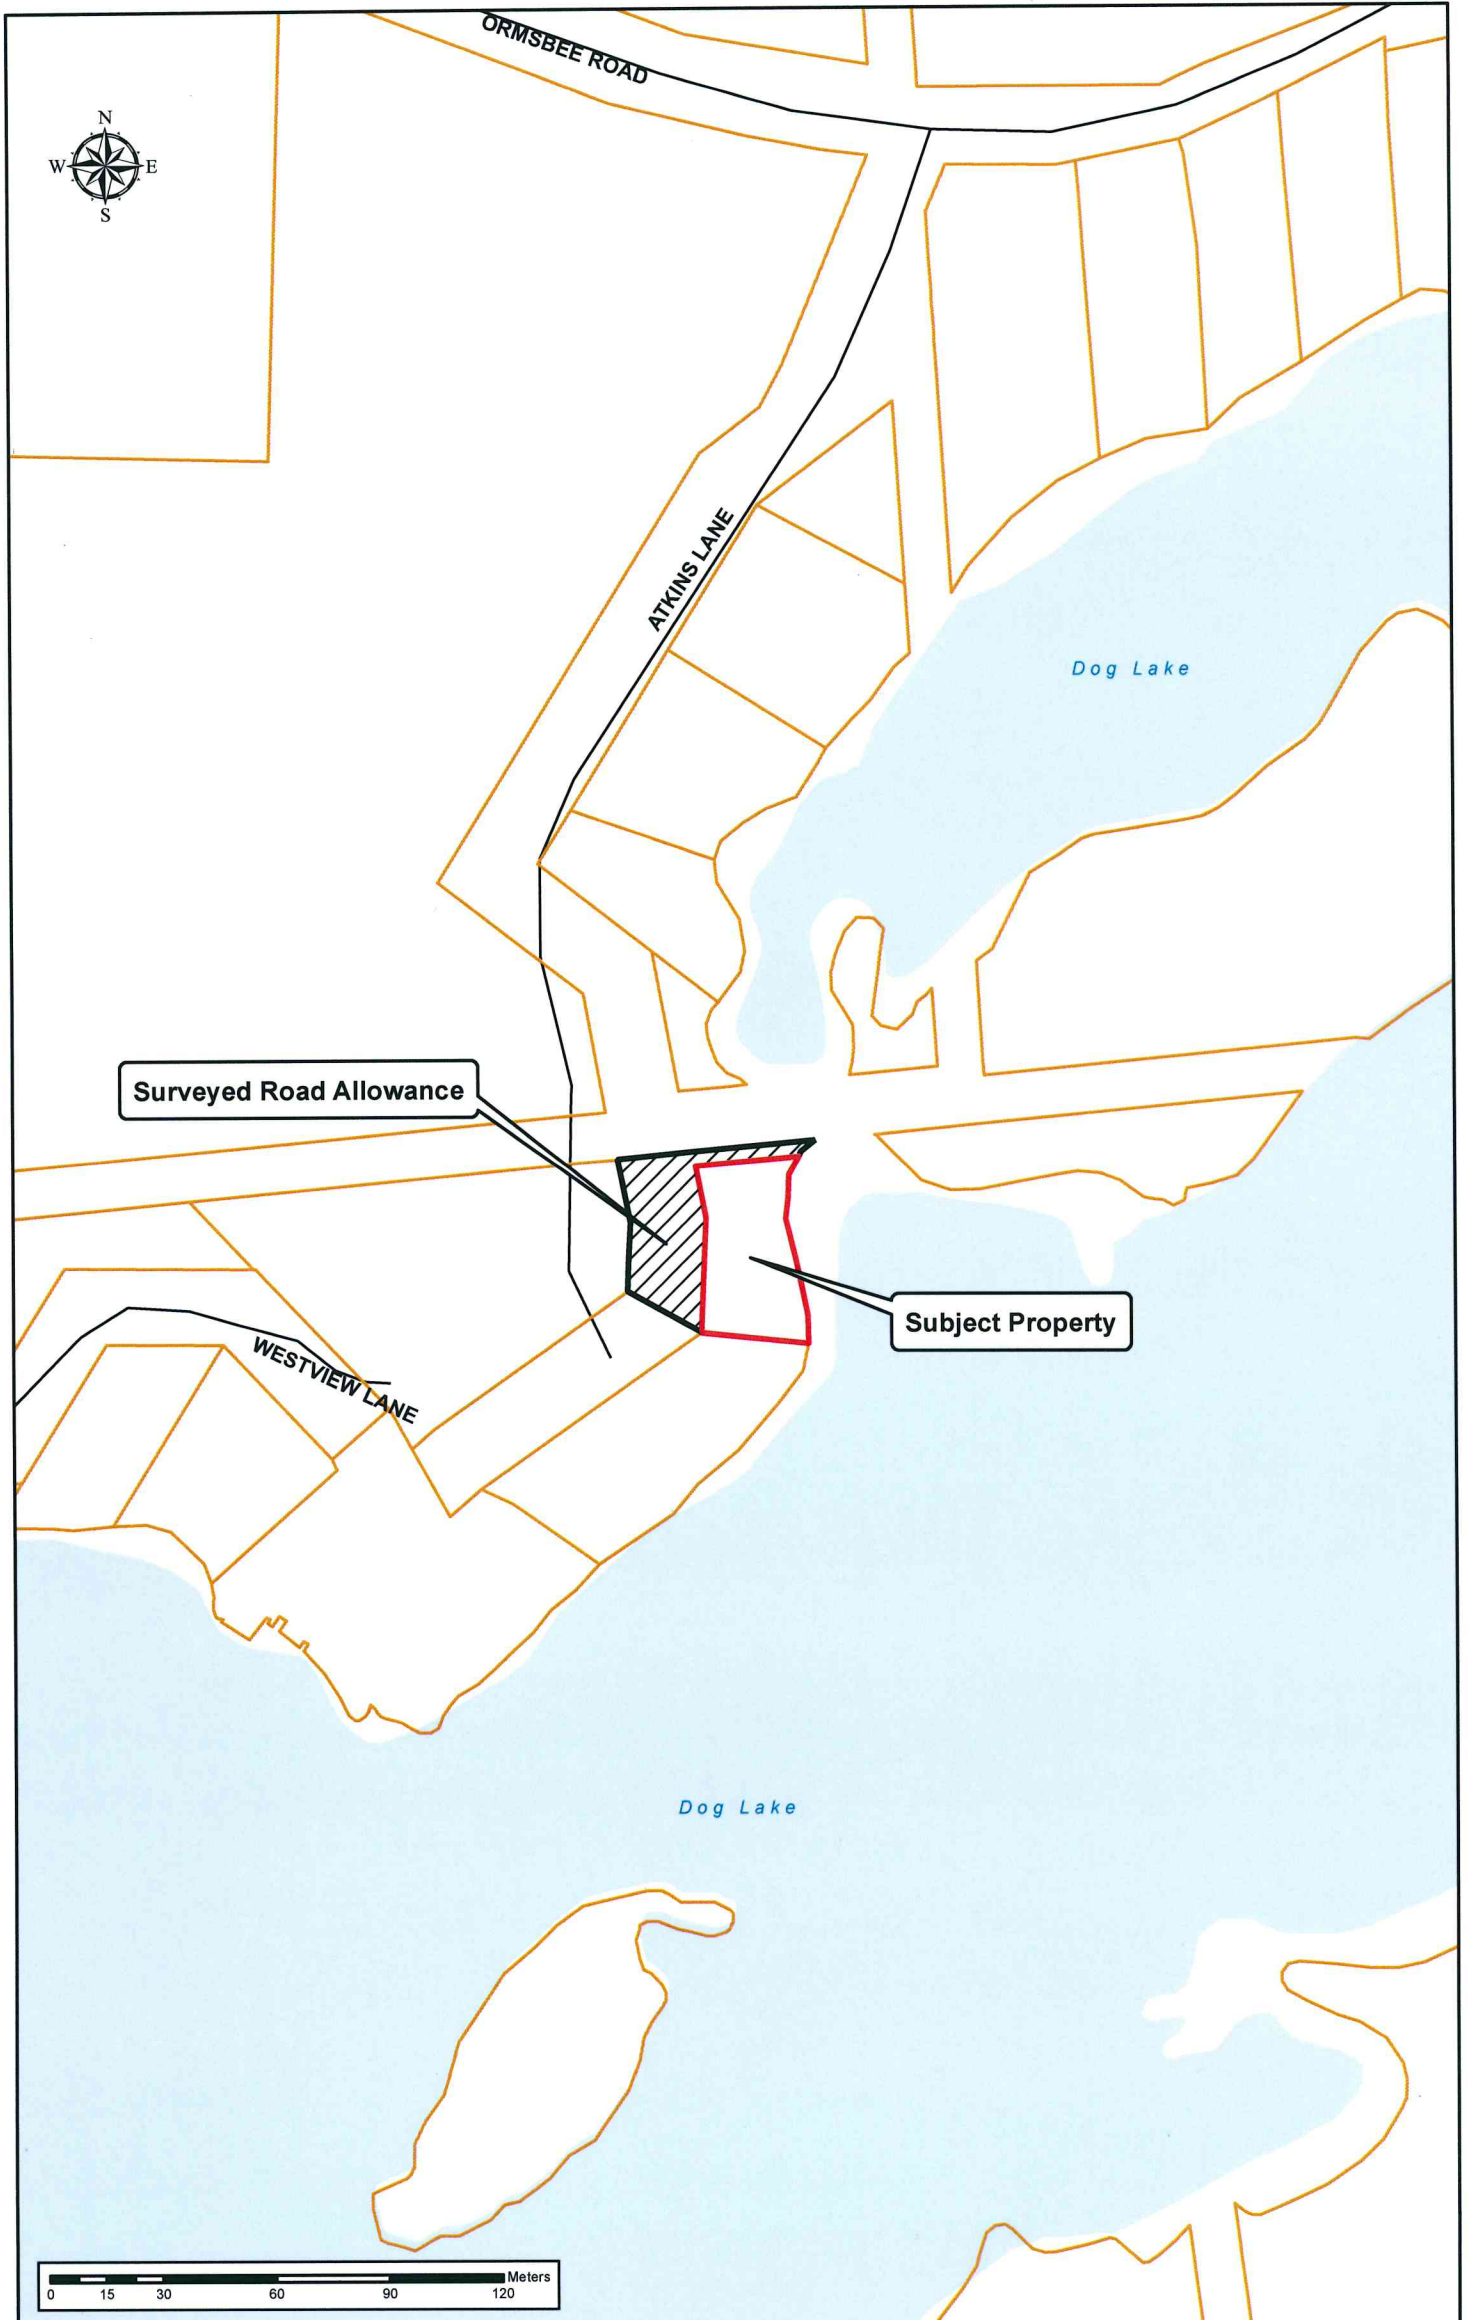 ORMSBEE ROAD
N
W E
S
ATKINS LANE
Dog Lake
Surveyed Road Allowance
Subject Property
WESTVIEW LANE
Dog Lake
Meters
0 15 30 60 90 120